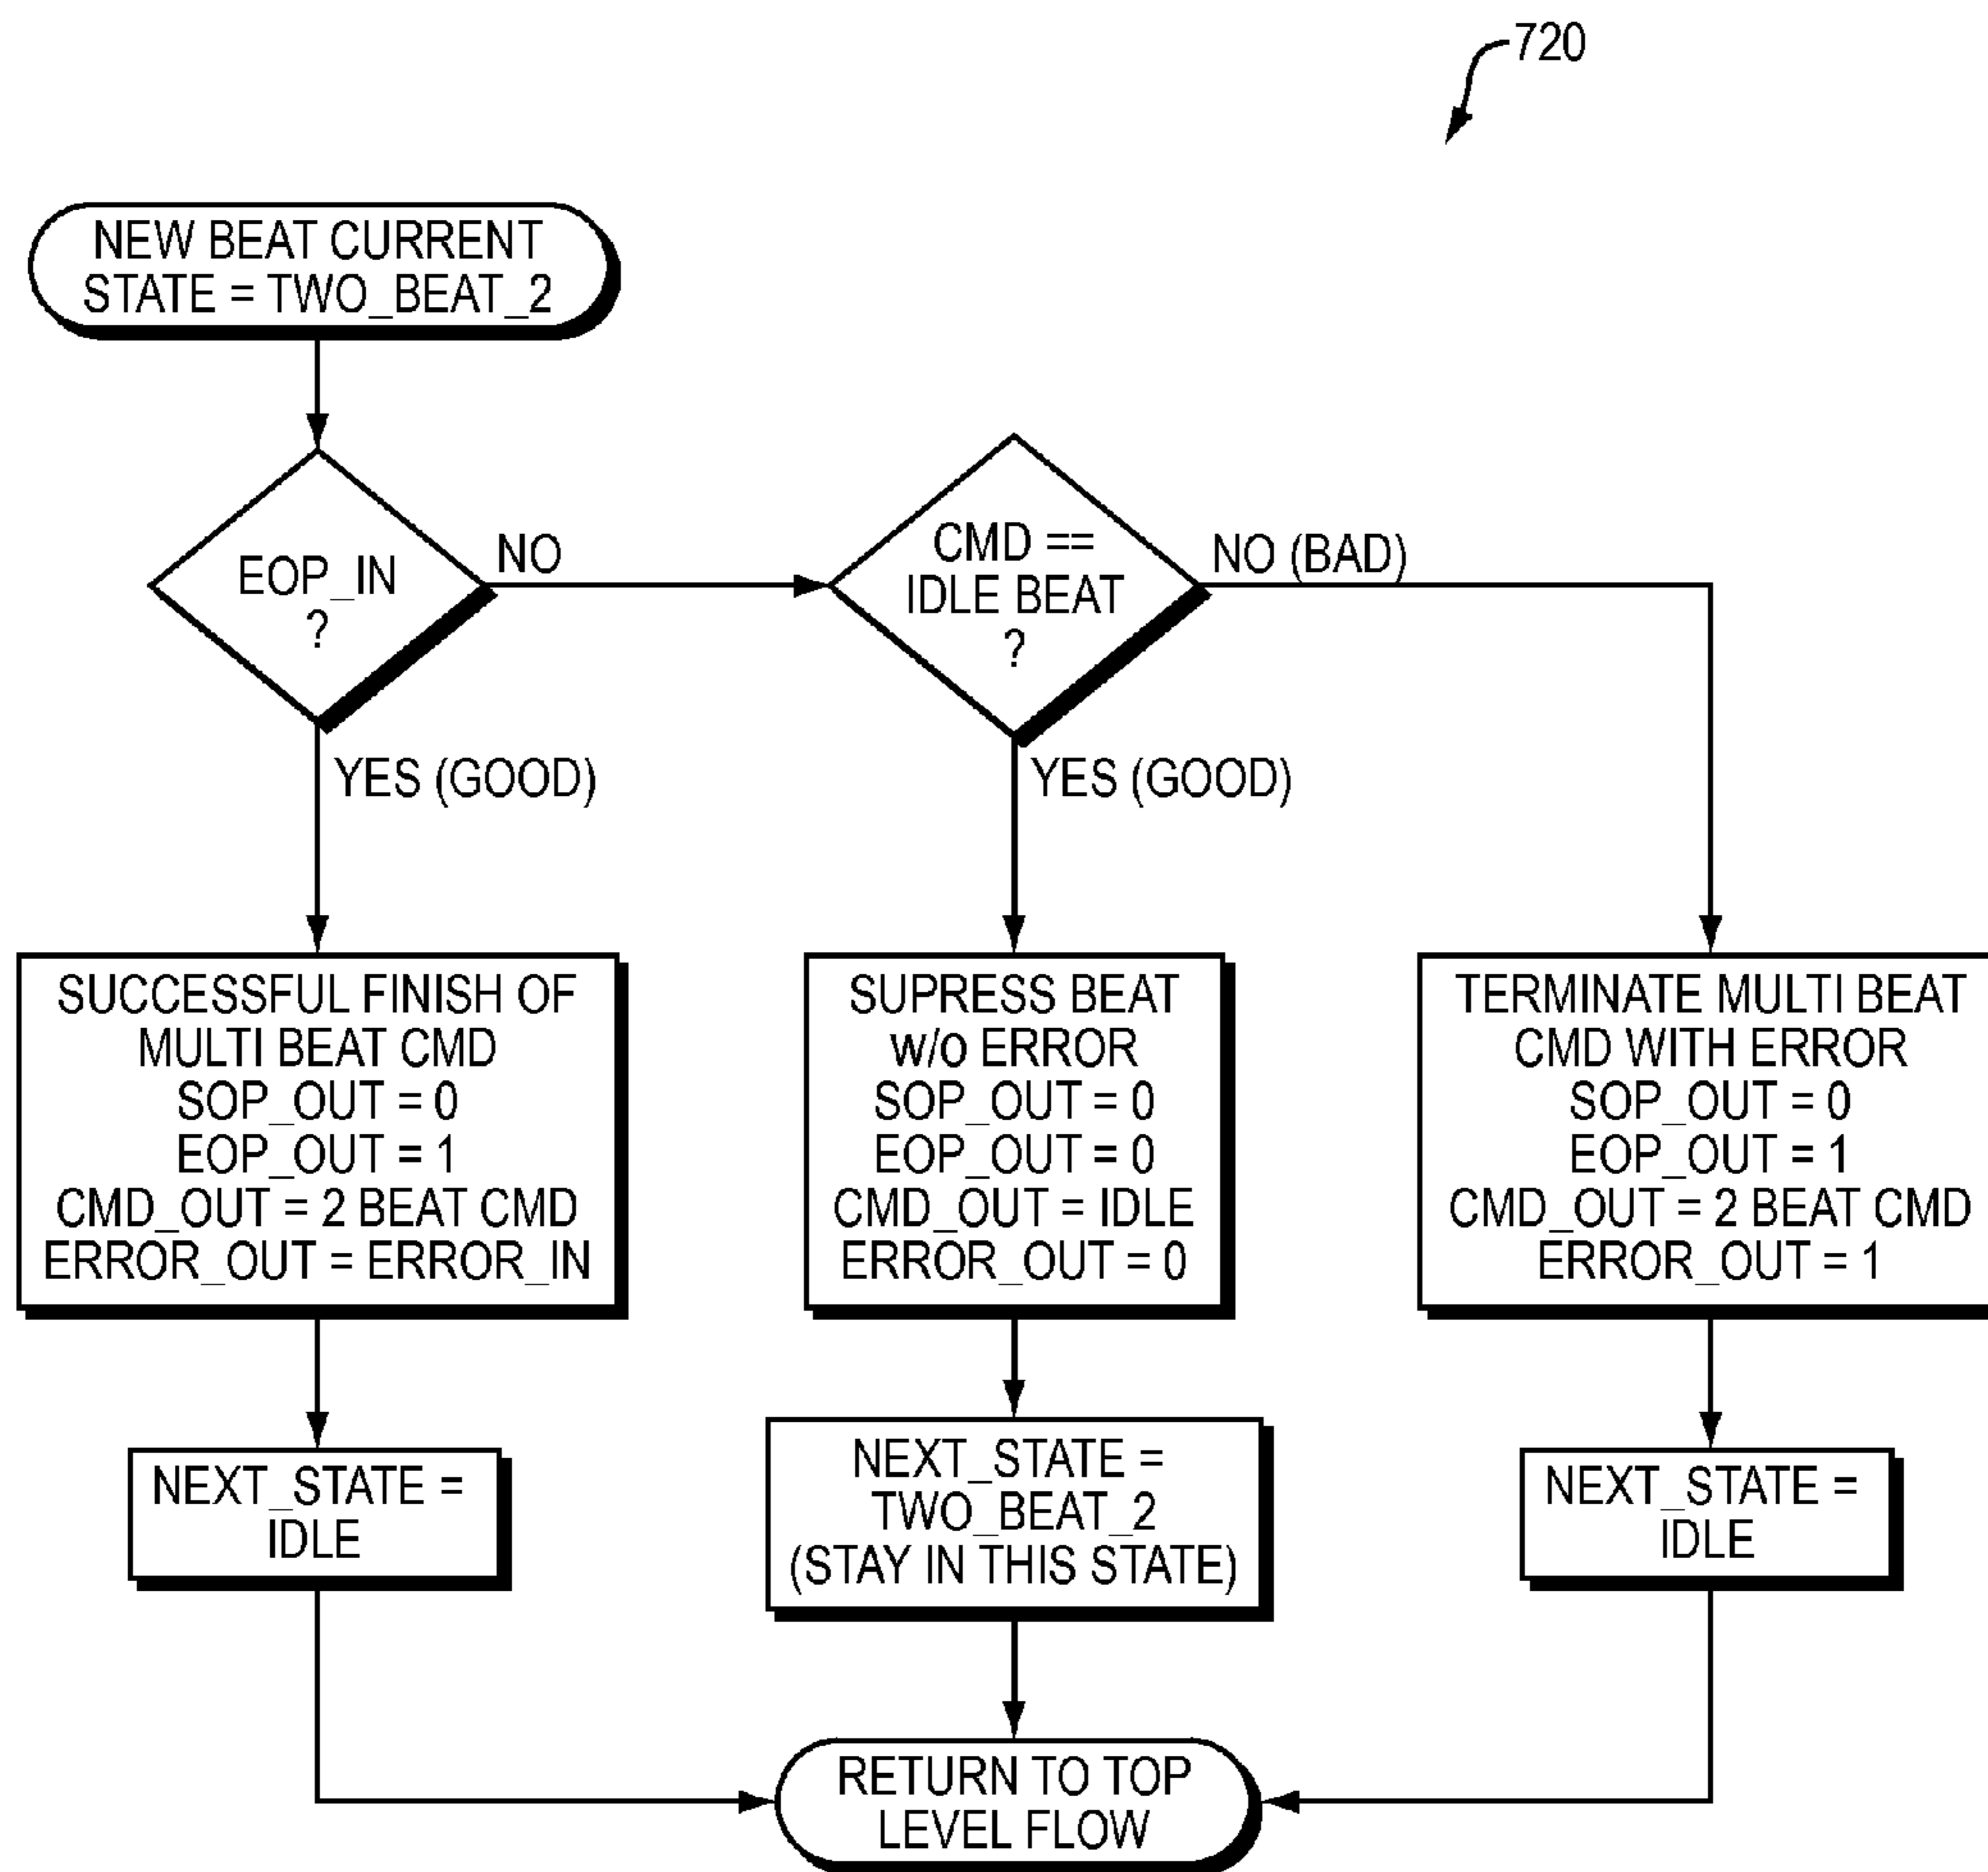 720
NEW BEAT CURRENT
STATE = TWO_BEAT_2
EOP_IN
?
NO
CMD ==
IDLE BEAT
?
NO (BAD)
YES (GOOD)
YES (GOOD)
SUCCESSFUL FINISH OF
MULTI BEAT CMD
SOP_OUT = 0
EOP_OUT = 1
CMD_OUT = 2 BEAT CMD
ERROR_OUT = ERROR_IN
SUPRESS BEAT
w/o ERROR
SOP_OUT = 0
EOP_OUT = 0
CMD_OUT = IDLE
ERROR_OUT = 0
TERMINATE MULTI BEAT
CMD WITH ERROR
SOP_OUT = 0
EOP_OUT = 1
CMD_OUT = 2 BEAT CMD
ERROR_OUT = 1
NEXT_STATE =
IDLE
NEXT_STATE =
TWO_BEAT_2
(STAY IN THIS STATE)
NEXT_STATE =
IDLE
RETURN TO TOP
LEVEL FLOW